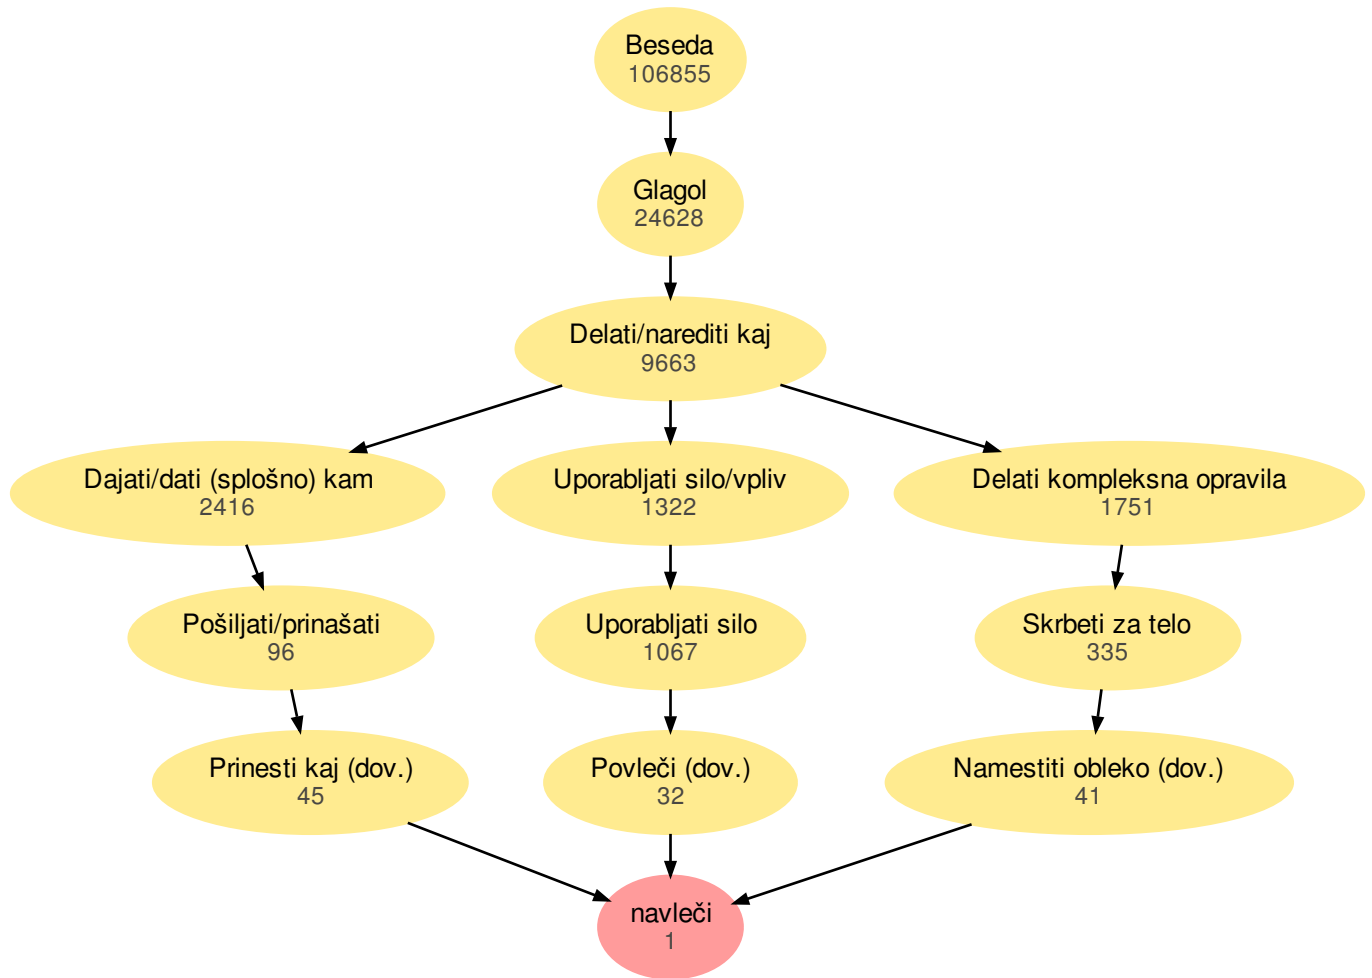 Beseda
106855
Glagol
24628
Delati/narediti kaj
9663
Dajati/dati (splošno) kam
2416
Uporabljati silo/vpliv
1322
Delati kompleksna opravila
1751
Pošiljati/prinašati
96
Uporabljati silo
1067
Skrbeti za telo
335
Prinesti kaj (dov.)
45
Povleči (dov.)
32
Namestiti obleko (dov.)
41
navleči
1